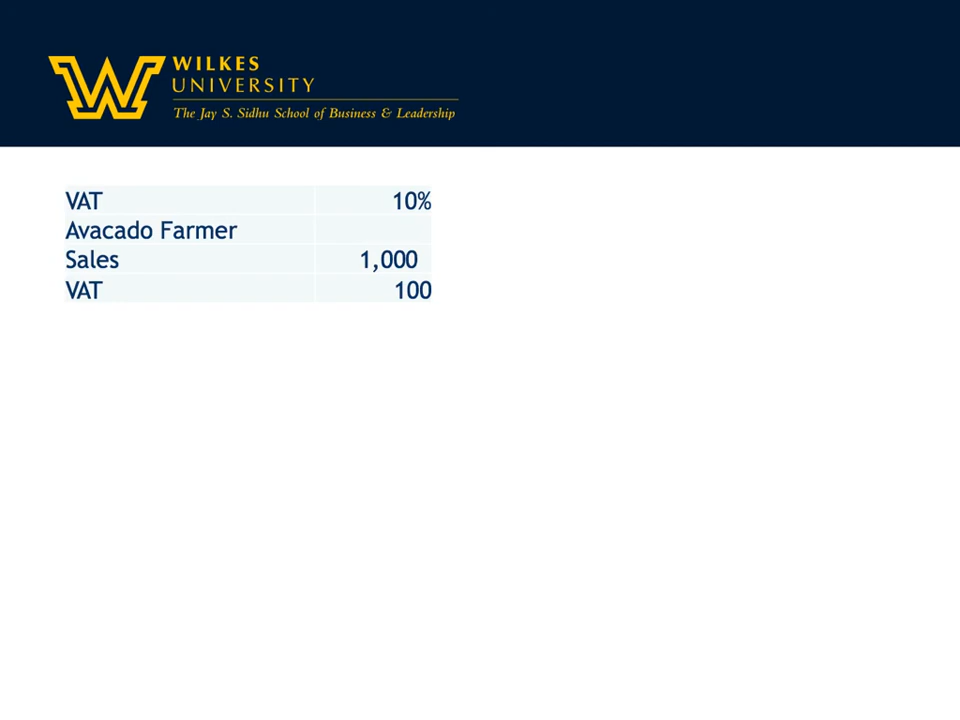 WILKES
UNIVERSITY
The Jay S. Sidhu School of Business & Leadership
VAT 10%
Avacado Farmer
Sales 1,000
VAT 100